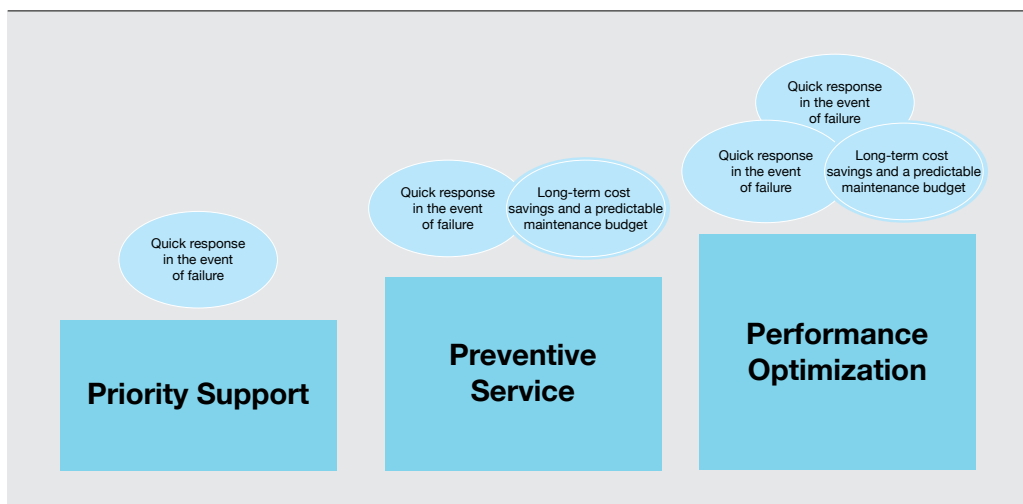 Quick response
in the event
of failure
Priority Support
Quick response
in the event
of failure
Long-term cost
savings and a predictable
maintenance budget
Preventive
Service
Quick response
in the event
of failure
Quick response
in the event
of failure
Long-term cost
savings and a predictable
maintenance budget
Performance
Optimization